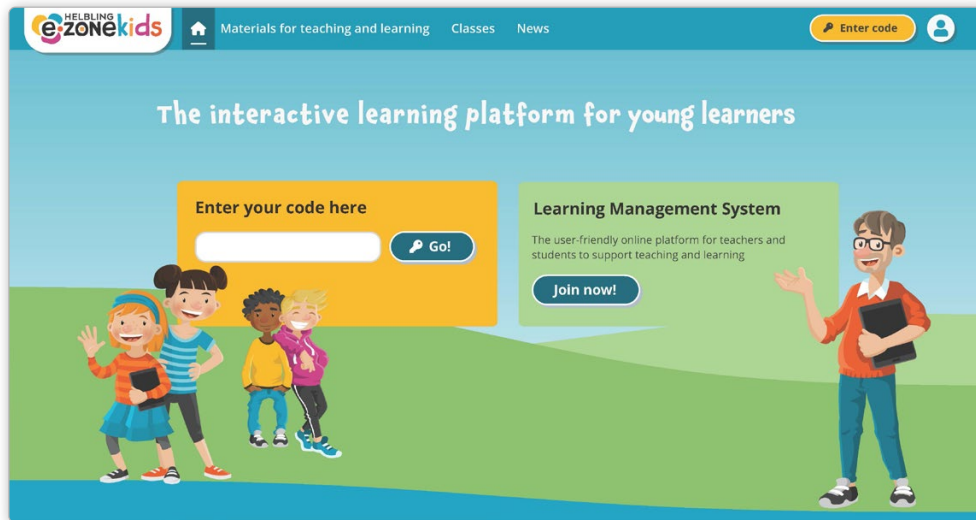 HELBLING
e-zonekids
Materials for teaching and learning
Classes
News
Enter code
The interactive learning platform for young learners
Enter your code here
Go!
Learning Management System
The user-friendly online platform for teachers and
students to support teaching and learning
Join now!